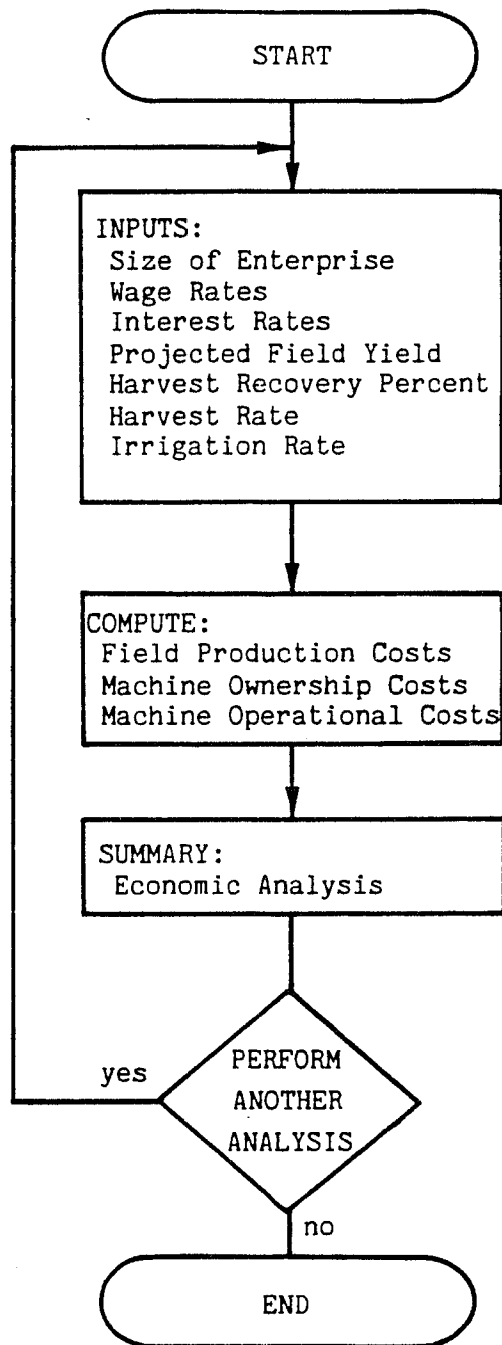 START
INPUTS:
Size of Enterprise
Wage Rates
Interest Rates
Projected Field Yield
Harvest Recovery Percent
Harvest Rate
Irrigation Rate
COMPUTE:
Field Production Costs
Machine Ownership Costs
Machine Operational Costs
SUMMARY:
Economic Analysis
yes
PERFORM
ANOTHER
ANALYSIS
no
END